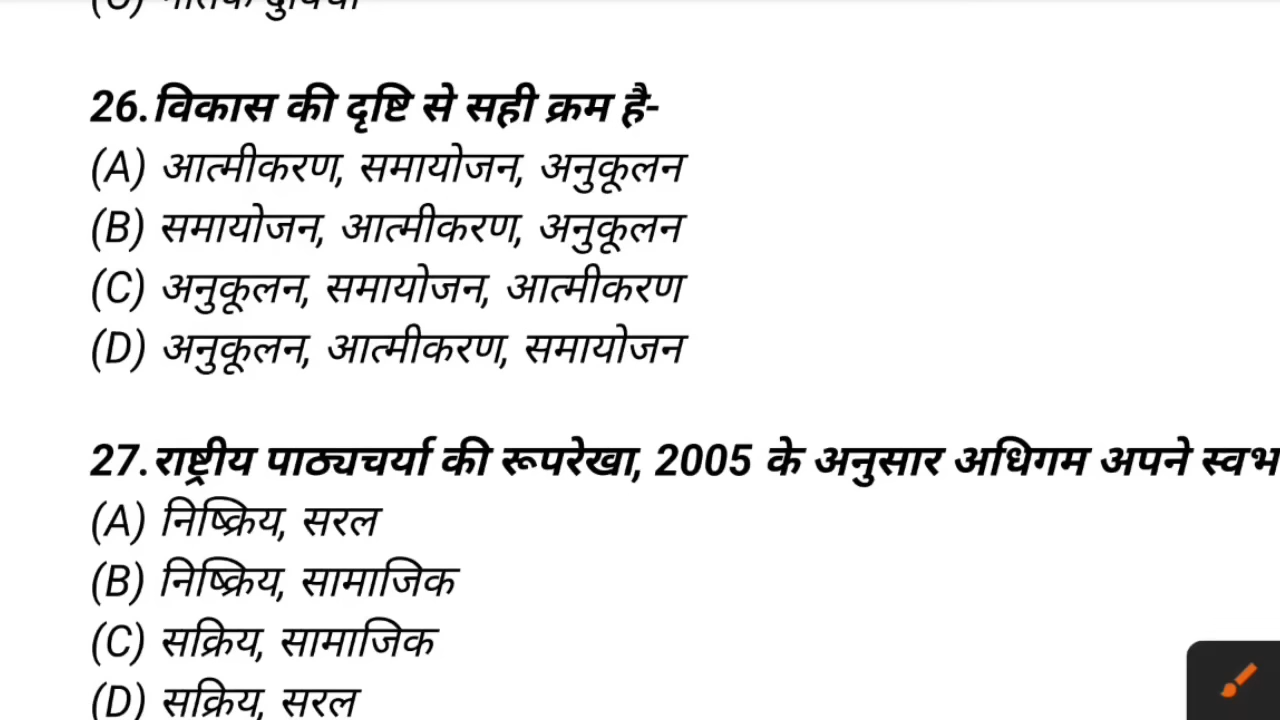 26. विकास की दृष्टि से सही क्रम है-
(A) आत्मीकरण, समायोजन, अनुकूलन
(B) समायोजन, आत्मीकरण, अनुकूलन
(C) अनुकूलन, समायोजन, आत्मीकरण
(D) अनुकूलन, आत्मीकरण, समायोजन
27. राष्ट्रीय पाठ्यचर्या की रूपरेखा, 2005 के अनुसार अधिगम अपने
(A) निष्क्रिय, सरल
(B) निष्क्रिय, सामाजिक
(C) सक्रिय, सामाजिक
(D) सक्रिय, सरल